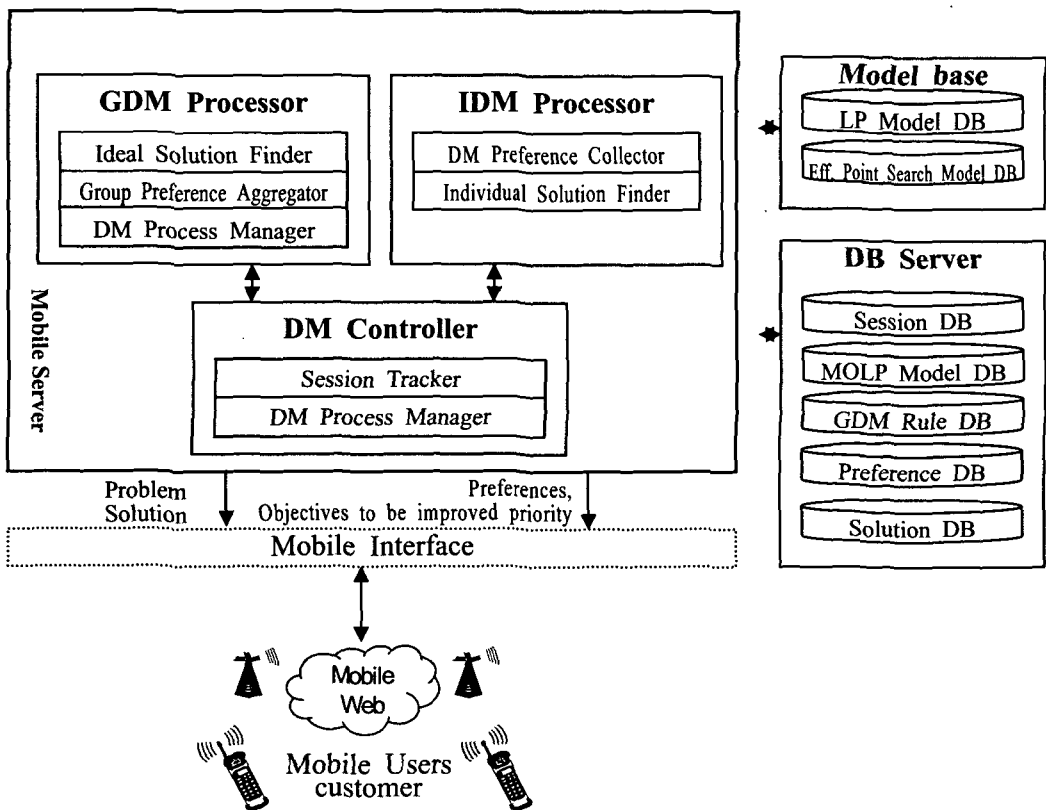 GDM Processor
Ideal Solution Finder
Group Preference Aggregator
DM Process Manager
IDM Processor
DM Preference Collector
Individual Solution Finder
DM Controller
Session Tracker
DM Process Manager
Mobile Server
Model base
LP Model DB
Eff. Point Search Model DB
DB Server
Session DB
MOLP Model DB
GDM Rule DB
Preference DB
Solution DB
Problem
Solution
Preferences,
Objectives to be improved priority
Mobile Interface
Mobile
Web
Mobile Users
customer